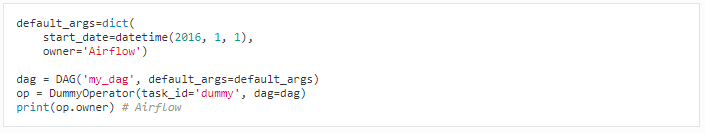 default_args=dict(
    start_date=datetime(2016, 1, 1),
    owner='Airflow')

dag = DAG('my_dag', default_args=default_args)
op = DummyOperator(task_id='dummy', dag=dag)
print(op.owner) # Airflow